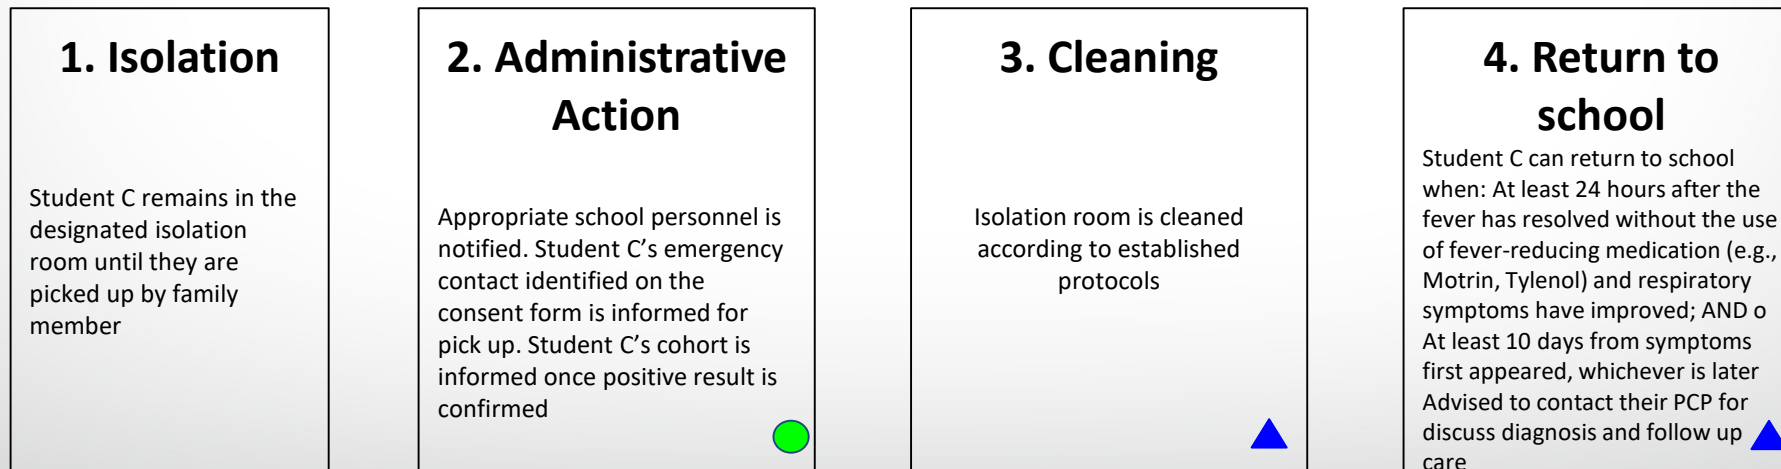 1. Isolation
Student C remains in the
designated isolation
room until they are
picked up by family
member
2. Administrative
Action
Appropriate school personnel is
notified. Student C’s emergency
contact identified on the
consent form is informed for
pick up. Student C’s cohort is
informed once positive result is
confirmed
3. Cleaning
Isolation room is cleaned
according to established
protocols
4. Return to
school
Student C can return to school
when: At least 24 hours after the
fever has resolved without the use
of fever-reducing medication (e.g.,
Motrin, Tylenol) and respiratory
symptoms have improved; AND o
At least 10 days from symptoms
first appeared, whichever is later
Advised to contact their PCP for
discuss diagnosis and follow up
care